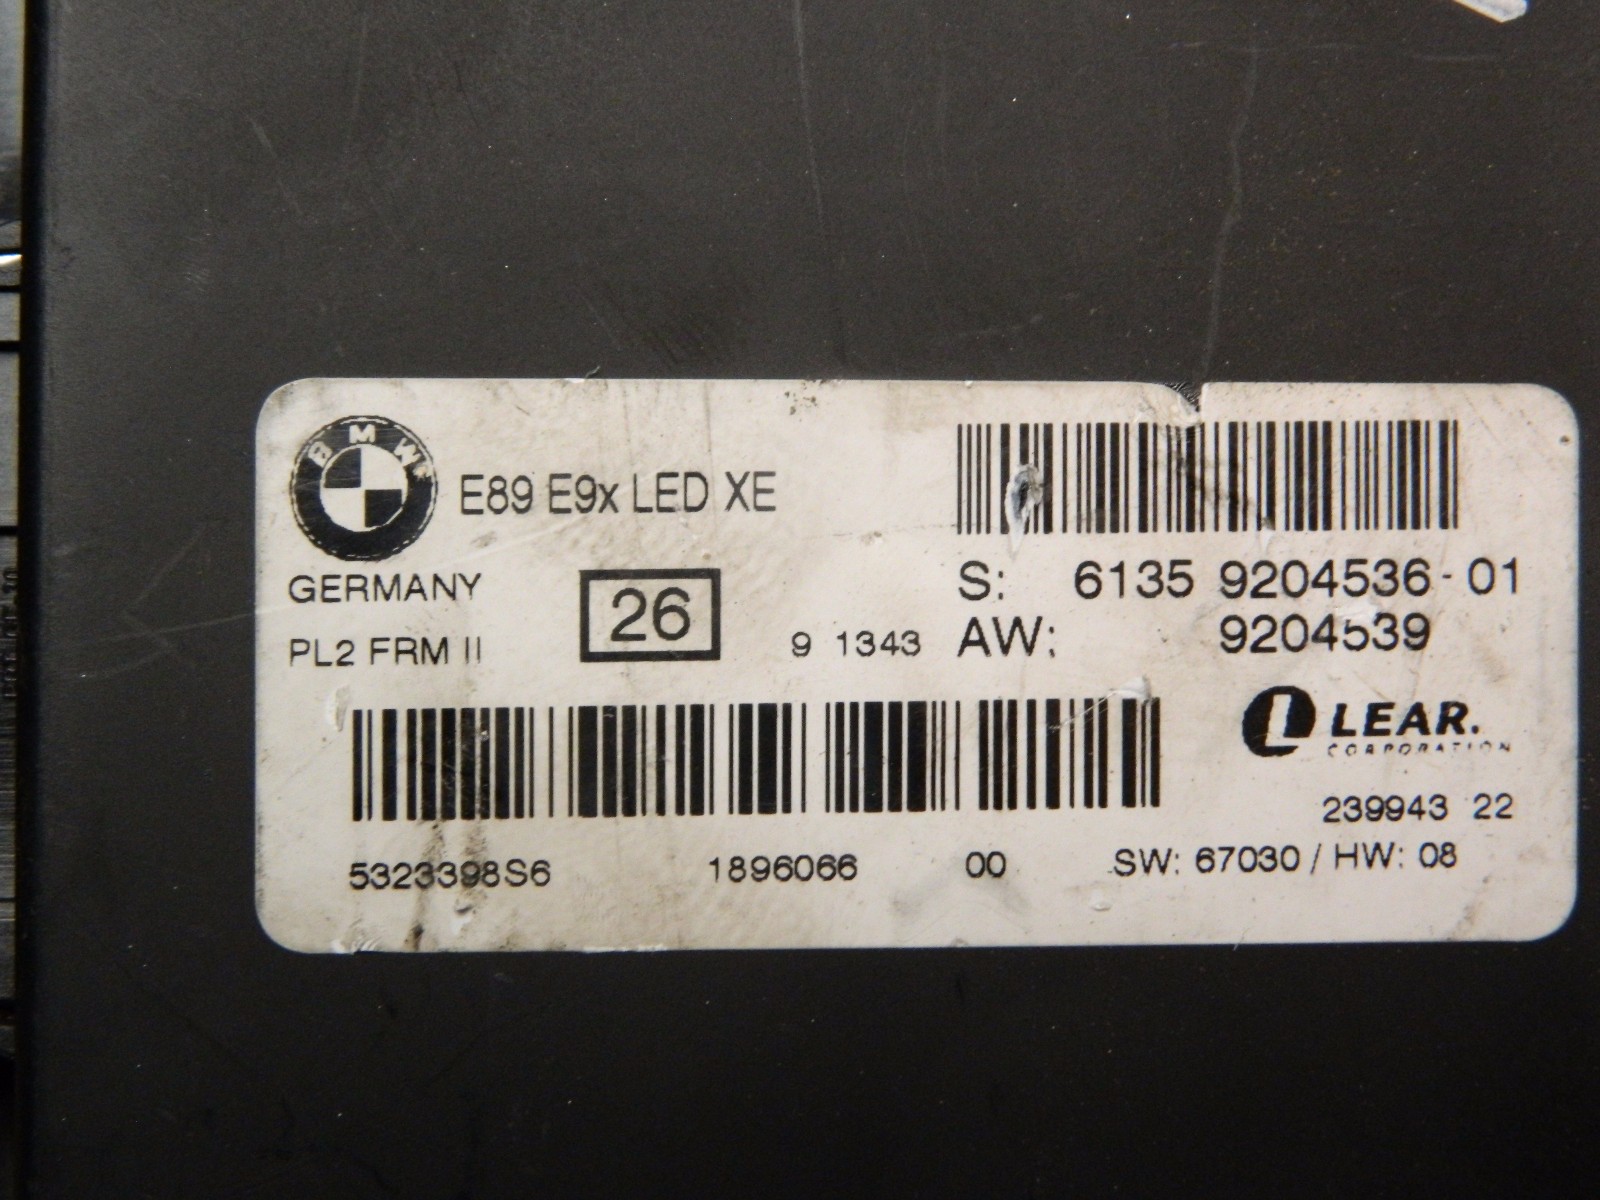 BMW
E89 E9x LED XE
GERMANY
PL2 FRM II
26
9 1343
S: 6135 9204536-01
AW: 9204539
LEAR.
CORPORATION
239943 22
5323398S6 1896066 00 SW: 67030 / HW: 08